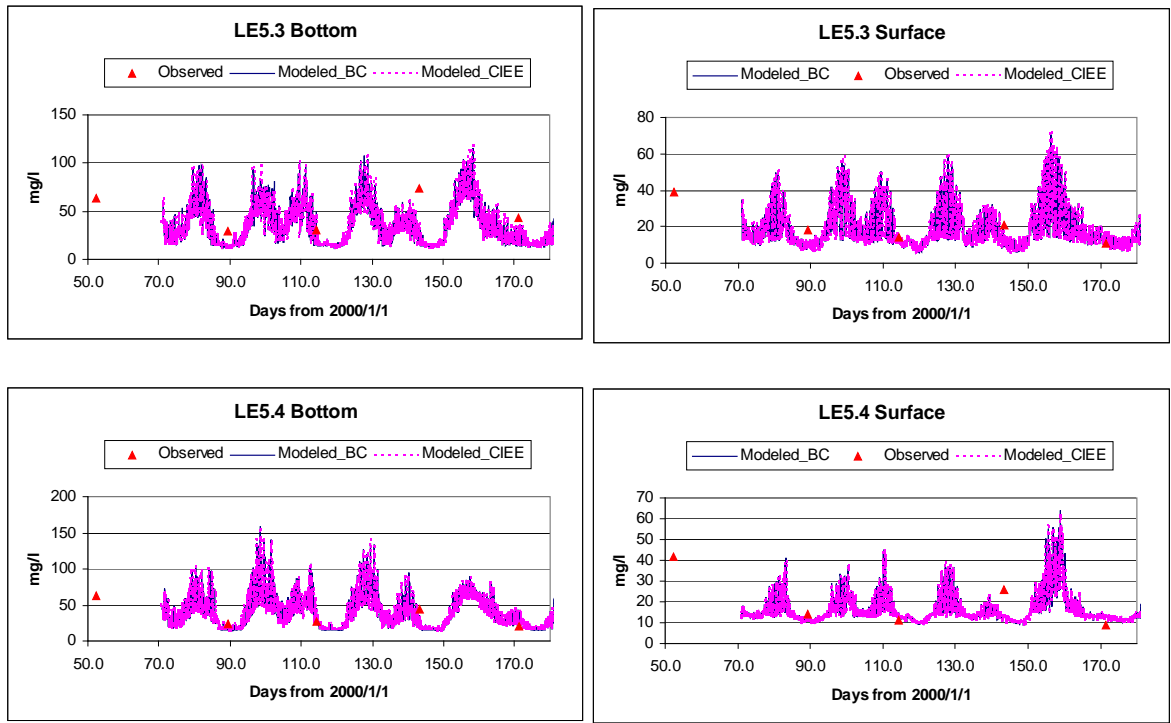 LE5.3 Bottom
Observed Modeled_BC Modeled_CIEE
150
100
50
0
mg/l
50.0 70.0 90.0 110.0 130.0 150.0 170.0
Days from 2000/1/1
LE5.3 Surface
Modeled_BC Observed Modeled_CIEE
80
60
40
20
0
mg/l
50.0 70.0 90.0 110.0 130.0 150.0 170.0
Days from 2000/1/1
LE5.4 Bottom
Observed Modeled_BC Modeled_CIEE
200
150
100
50
0
mg/l
50.0 70.0 90.0 110.0 130.0 150.0 170.0
Days from 2000/1/1
LE5.4 Surface
Modeled_BC Observed Modeled_CIEE
70
60
50
40
30
20
10
0
mg/l
50.0 70.0 90.0 110.0 130.0 150.0 170.0
Days from 2000/1/1